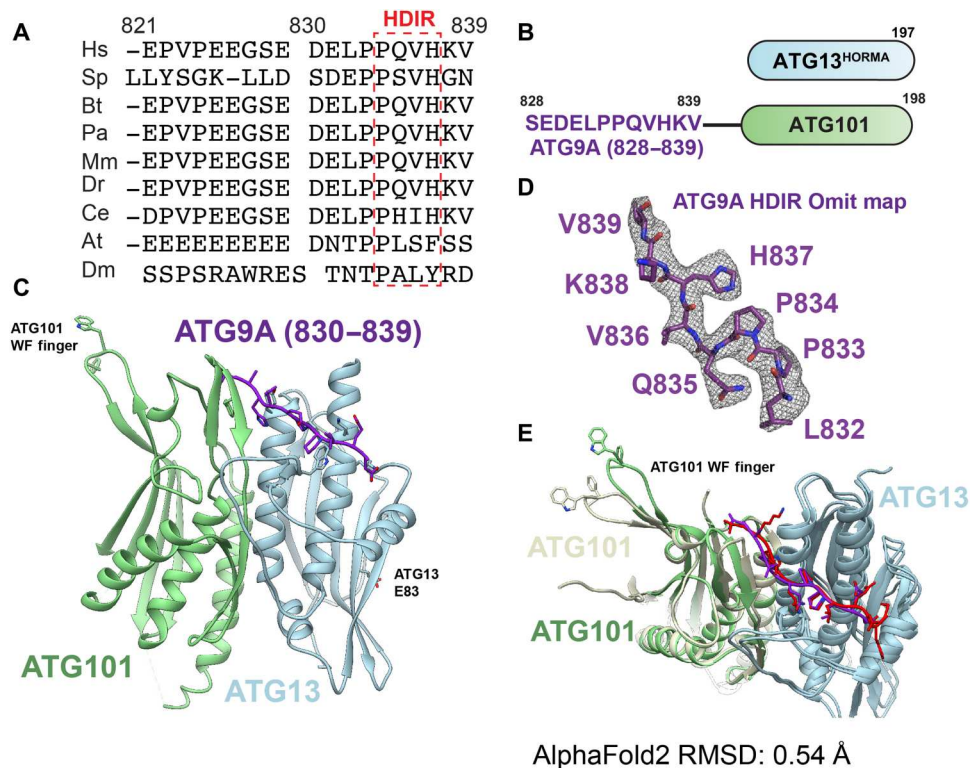 A
821 830 HDIR 839
Hs -EPVPEEGSE DELPPQVHKV
Sp LLYSGK-LLD SDEPPSVHGN
Bt -EPVPEEGSE DELPPQVHKV
Pa -EPVPEEGSE DELPPQVHKV
Mm -EPVPEEGSE DELPPQVHKV
Dr -EPVPEEGSE DELPPQVHKV
Ce -DPVPEEGSE DELPPHIHKV
At -EEEEEEEEE DNTPPLSFSS
Dm SSPSRAWRES TNTPALYRD
B
197
ATG13HORMA
828 839 198
SEDELPPQVHKV ATG101
ATG9A (828–839)
C
ATG101
WF finger
ATG9A (830–839)
ATG13
E83
ATG101
ATG13
D
ATG9A HDIR Omit map
V839
H837
K838
P834
V836
P833
Q835
L832
E
ATG101 WF finger
ATG13
ATG101
ATG101
AlphaFold2 RMSD: 0.54 Å